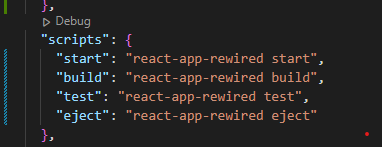 },
Debug
"scripts": {
"start": "react-app-rewired start",
"build": "react-app-rewired build",
"test": "react-app-rewired test",
"eject": "react-app-rewired eject"
},